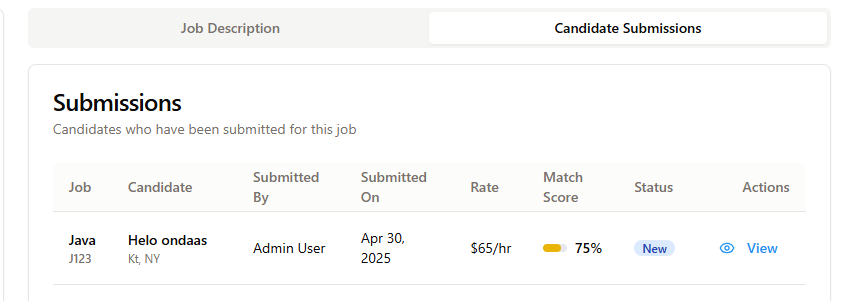 Job Description
Candidate Submissions
Submissions
Candidates who have been submitted for this job
Job Candidate Submitted By Submitted On Rate Match Score Status Actions
Java Helo ondaas Admin User Apr 30, 2025 $65/hr 75% New View
J123 Kt, NY